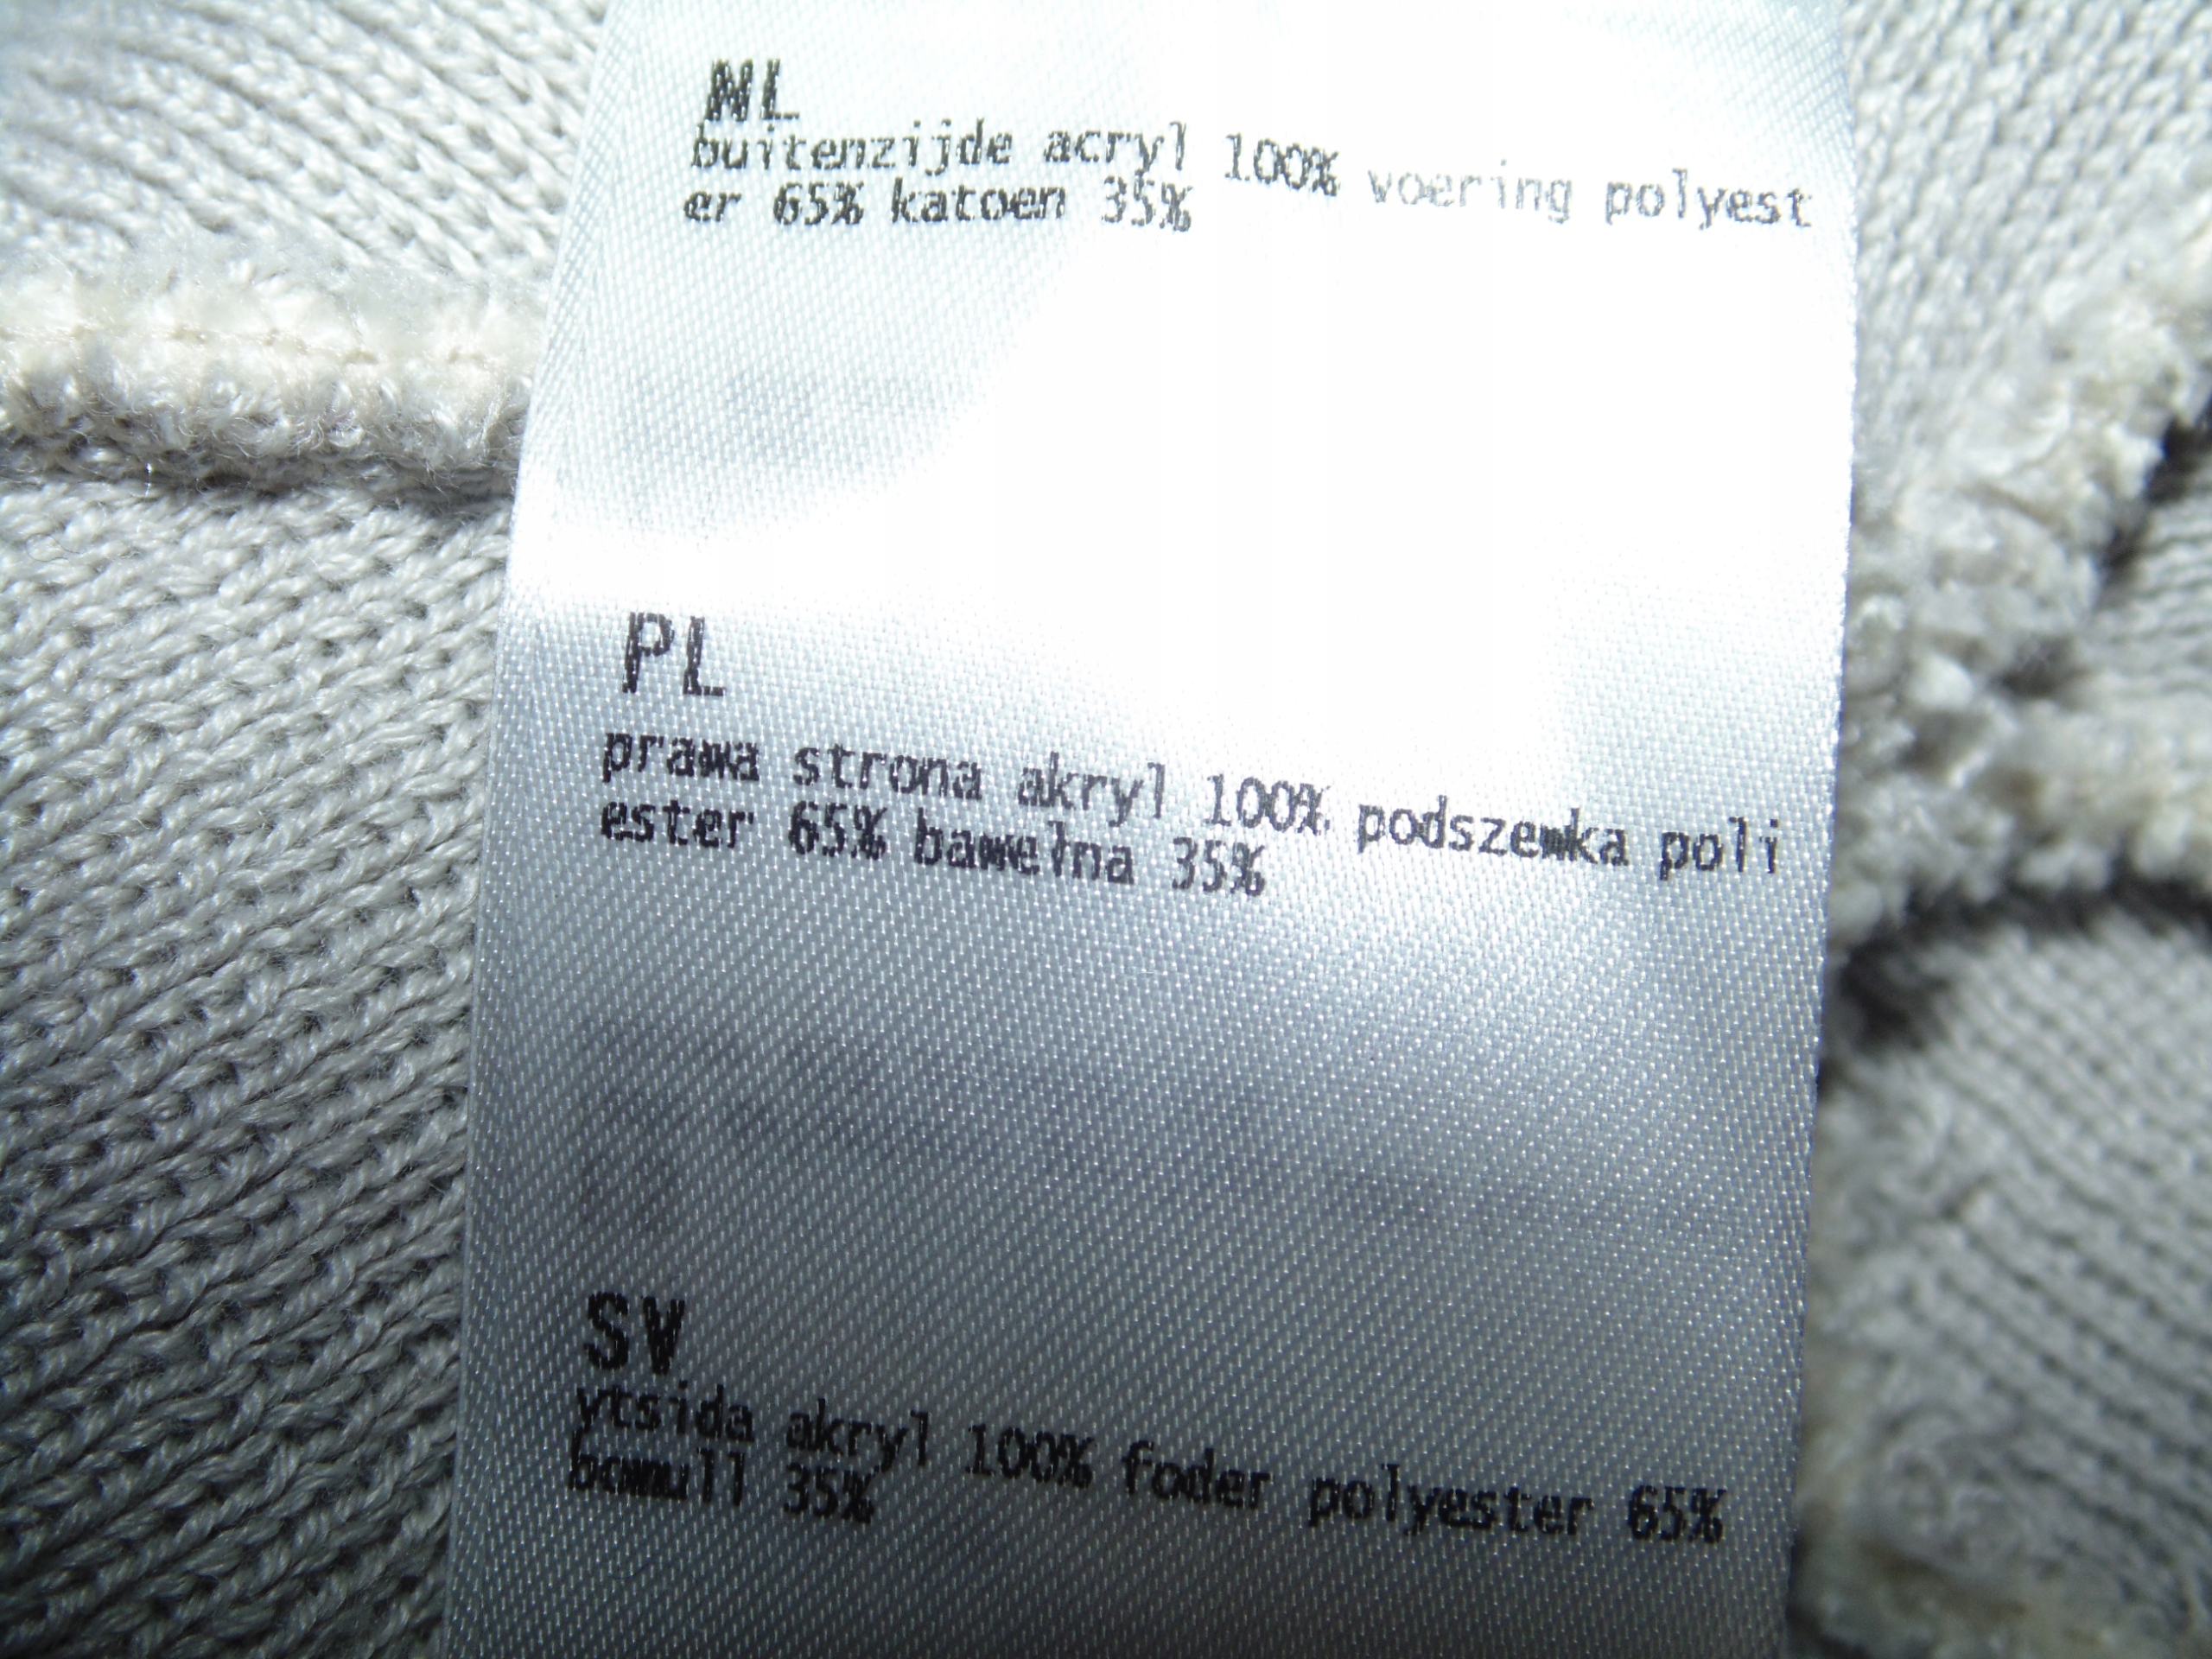 NL
buitenzijde acryl 100% voering polyest
er 65% katoen 35%
PL
prawa strona akryl 100% podszewka poli
ester 65% bawełna 35%
SV
ytsida akryl 100% foder polyester 65%
bomull 35%